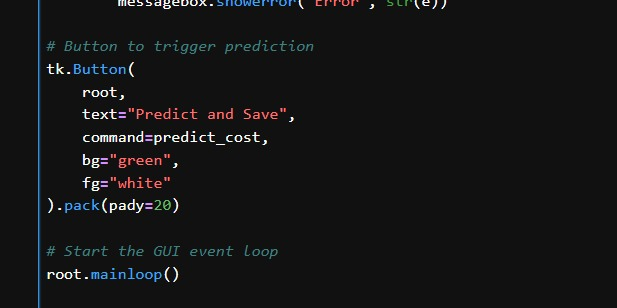 messagebox.showerror("Error", str(e))
# Button to trigger prediction
tk.Button(
root,
text="Predict and Save",
command=predict_cost,
bg="green",
fg="white"
).pack(pady=20)
# Start the GUI event loop
root.mainloop()